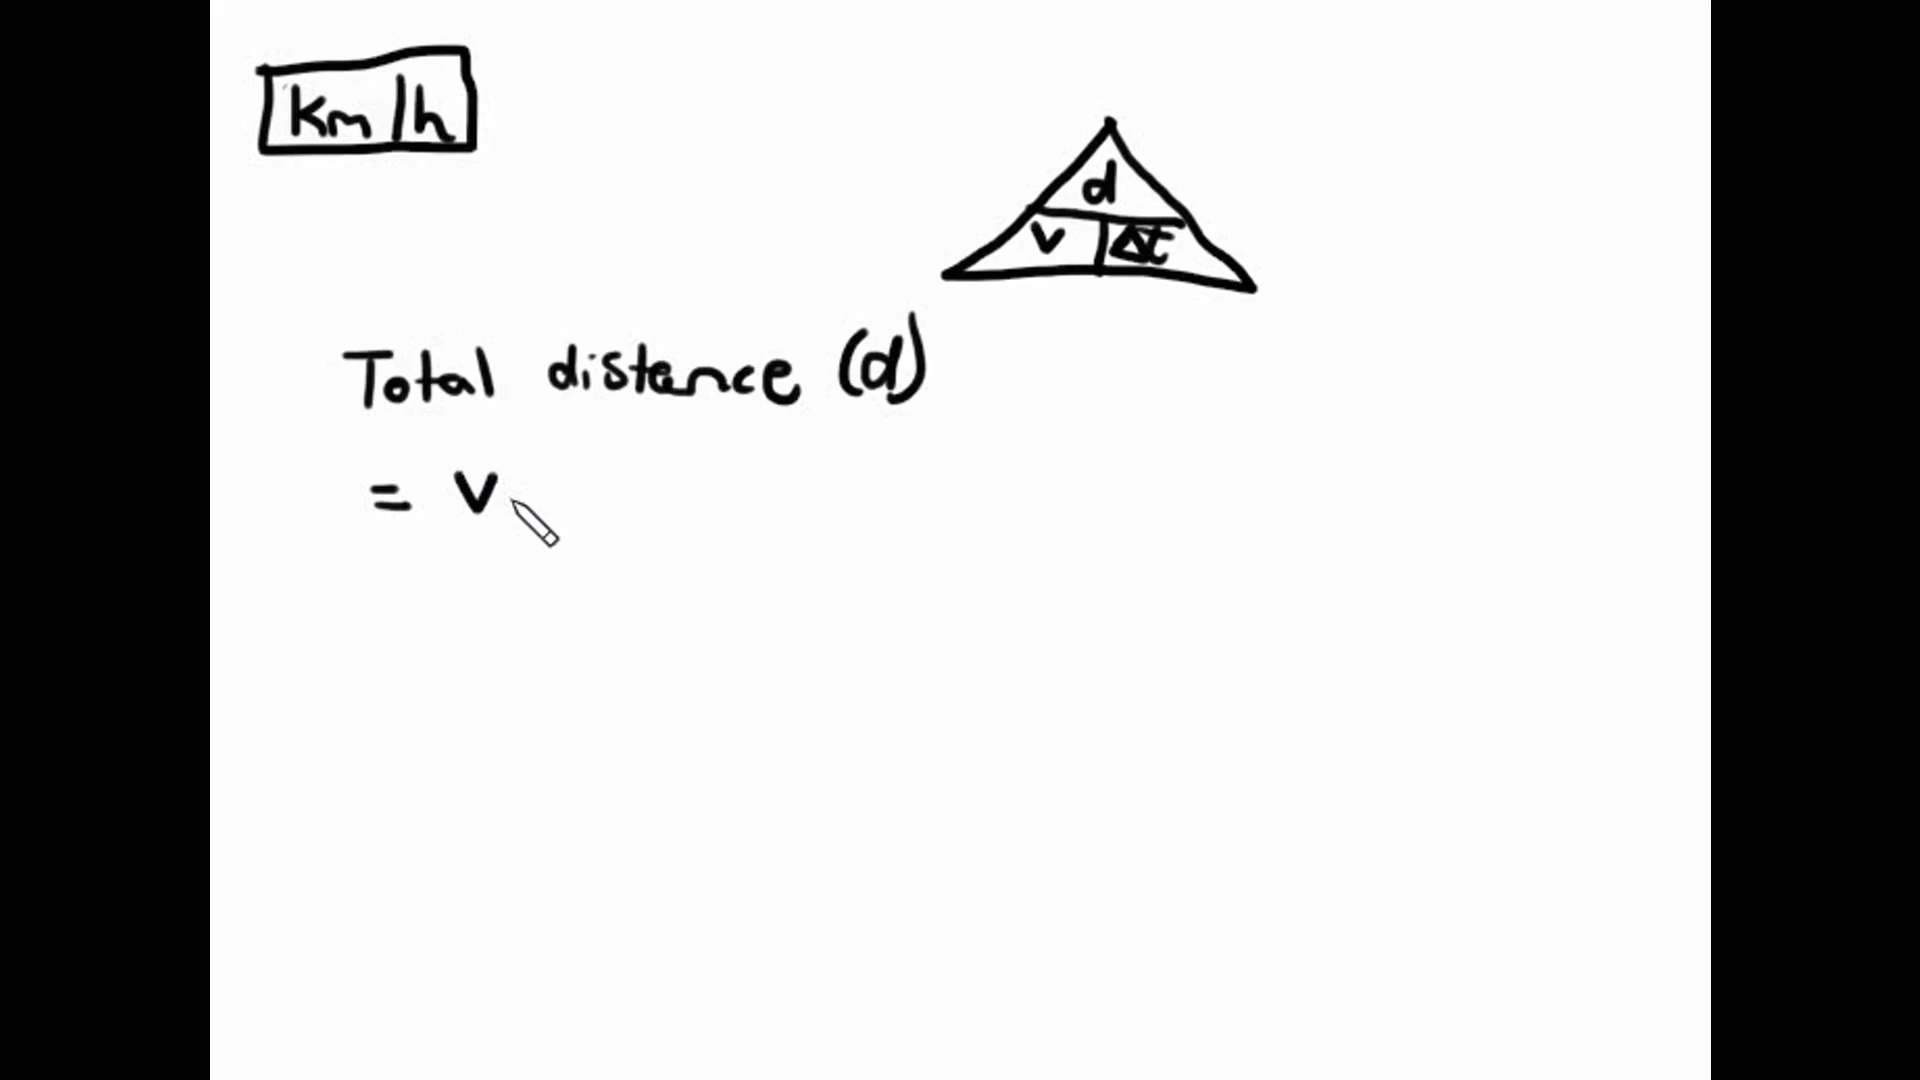 km/h
d
v Δt
Total distance (d)
= v